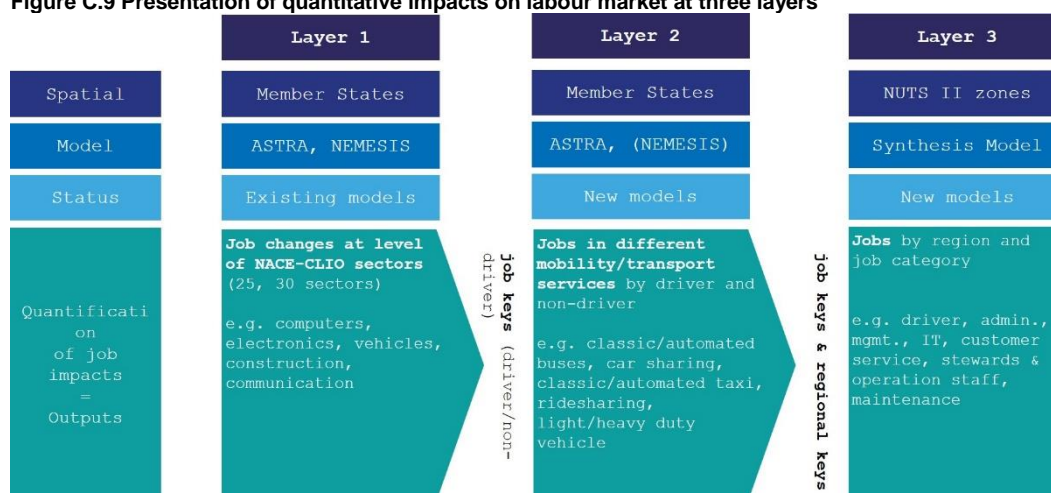 Figure C.9 Presentation of quantitative impacts on labour market at three layers
Layer 1
Layer 2
Layer 3
Spatial
Member States
Member States
NUTS II zones
Model
ASTRA, NEMESIS
ASTRA, (NEMESIS)
Synthesis Model
Status
Existing models
New models
New models
Quantificati
on
of job
impacts
=
Outputs
Job changes at level
of NACE-CLIO sectors
(25, 30 sectors)
e.g. computers,
electronics, vehicles,
construction,
communication
job keys (driver/non-
driver)
Jobs in different
mobility/transport
services by driver and
non-driver
e.g. classic/automated
buses, car sharing,
classic/automated taxi,
ridesharing,
light/heavy duty
vehicle
job keys & regional keys
Jobs by region and
job category
e.g. driver, admin.,
mgmt., IT, customer
service, stewards &
operation staff,
maintenance